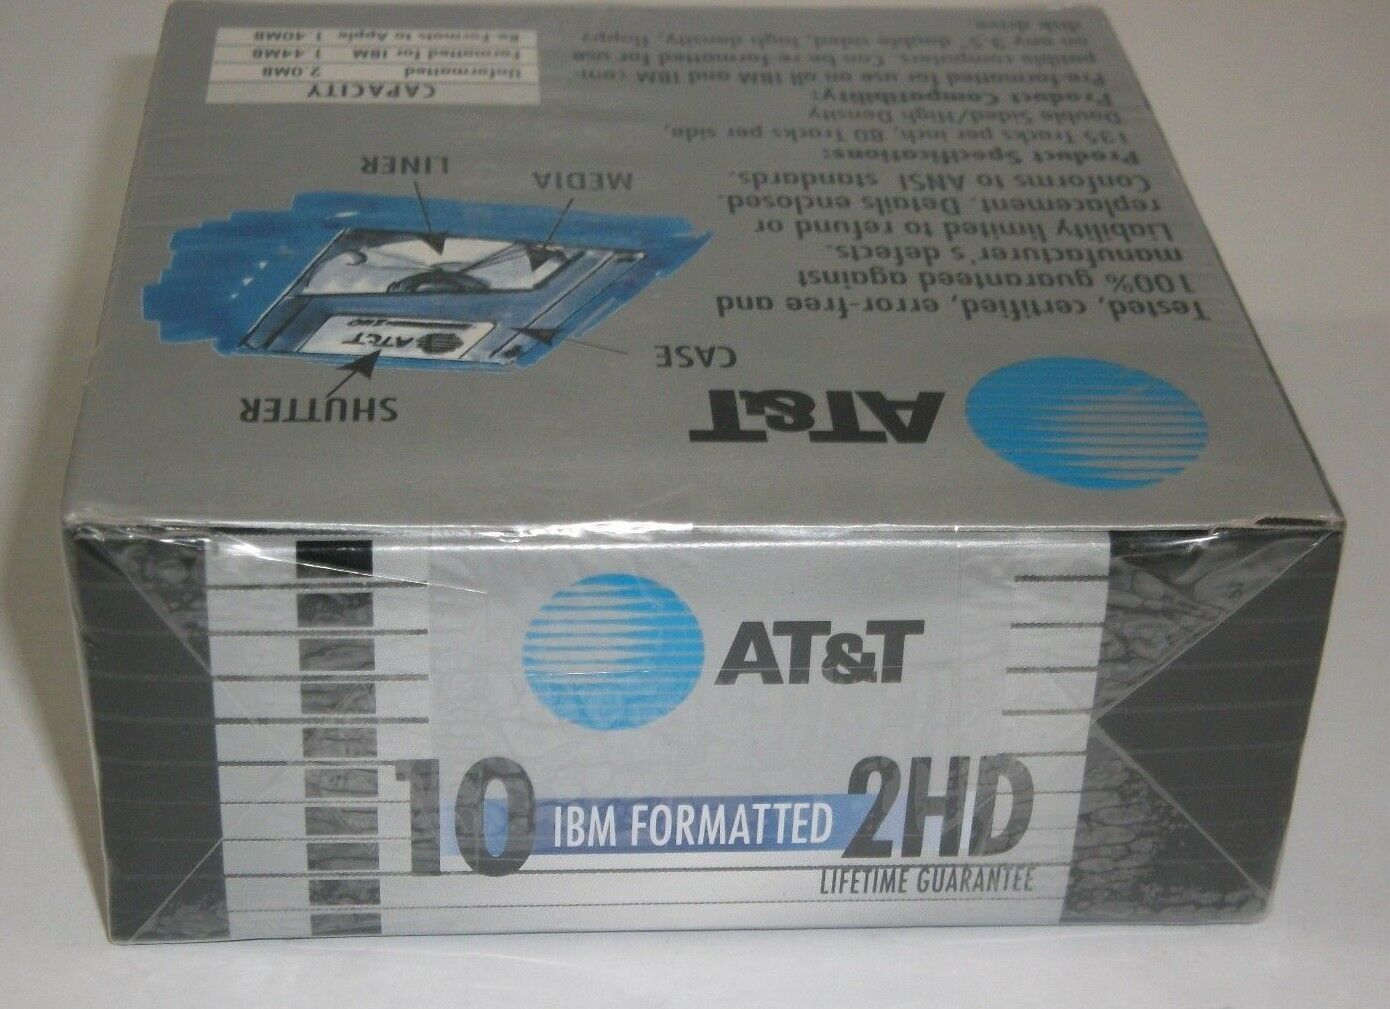 AT&T
10
IBM FORMATTED
2HD
LIFETIME GUARANTEE
AT&T
Tested, certified, error-free and
100% guaranteed against
manufacturer's defects.
Liability limited to refund or
replacement. Details enclosed.
Conforms to ANSI standards.
Product Specifications:
135 Tracks per inch, 80 Tracks per side,
Double Sided/High Density
Product Compatibility:
Pre-formatted for use on all IBM and IBM com-
patible computers. Can be re-formatted for use
on any 3.5" double sided, high density, floppy
disk drive
SHUTTER
CASE
AT&T
MEDIA
LINER
CAPACITY
Unformatted 2.0MB
Formatted for IBM 1.44MB
Re-Formats to Apple 1.40MB